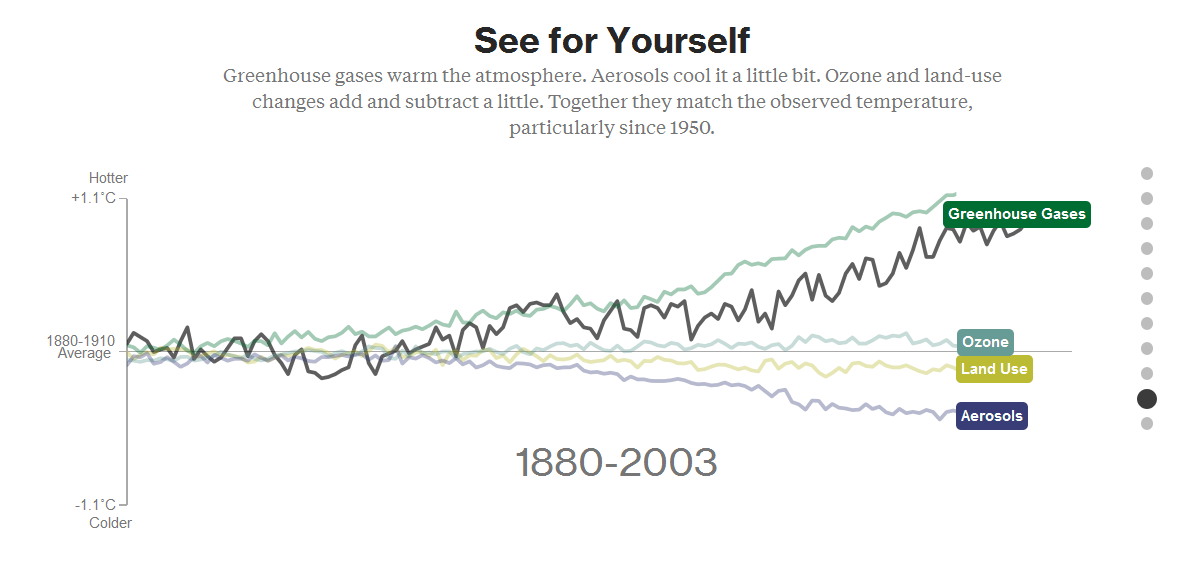 See for Yourself
Greenhouse gases warm the atmosphere. Aerosols cool it a little bit. Ozone and land-use
changes add and subtract a little. Together they match the observed temperature,
particularly since 1950.
Hotter
+1.1°C
Greenhouse Gases
1880-1910
Average
Ozone
Land Use
Aerosols
1880-2003
-1.1°C
Colder